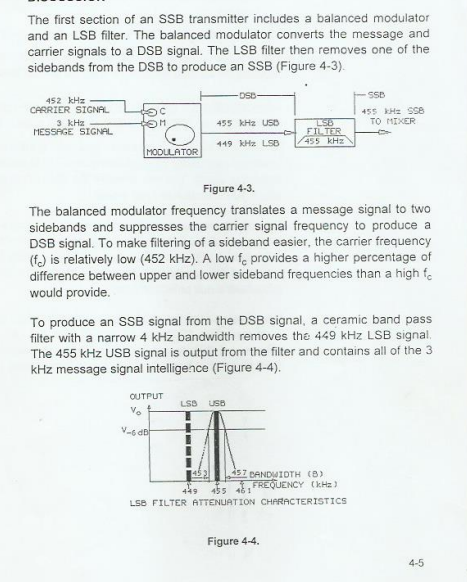 The first section of an SSB transmitter includes a balanced modulator
and an LSB filter. The balanced modulator converts the message and
carrier signals to a DSB signal. The LSB filter then removes one of the
sidebands from the DSB to produce an SSB (Figure 4-3).
DSB
SSB
452 kHz
CARRIER SIGNAL
3 kHz
MESSAGE SIGNAL
C
M
MODULATOR
455 kHz USB
449 kHz LSB
LSB
FILTER
455 kHz
455 kHz SSB
TO MIXER
Figure 4-3.
The balanced modulator frequency translates a message signal to two
sidebands and suppresses the carrier signal frequency to produce a
DSB signal. To make filtering of a sideband easier, the carrier frequency
(fc) is relatively low (452 kHz). A low fc provides a higher percentage of
difference between upper and lower sideband frequencies than a high fc
would provide.
To produce an SSB signal from the DSB signal, a ceramic band pass
filter with a narrow 4 kHz bandwidth removes the 449 kHz LSB signal.
The 455 kHz USB signal is output from the filter and contains all of the 3
kHz message signal intelligence (Figure 4-4).
OUTPUT
Vo
LSB USB
V-6 dB
453
457 BANDWIDTH (B)
FREQUENCY (kHz)
449 455 461
LSB FILTER ATTENUATION CHARACTERISTICS
Figure 4-4.
4-5